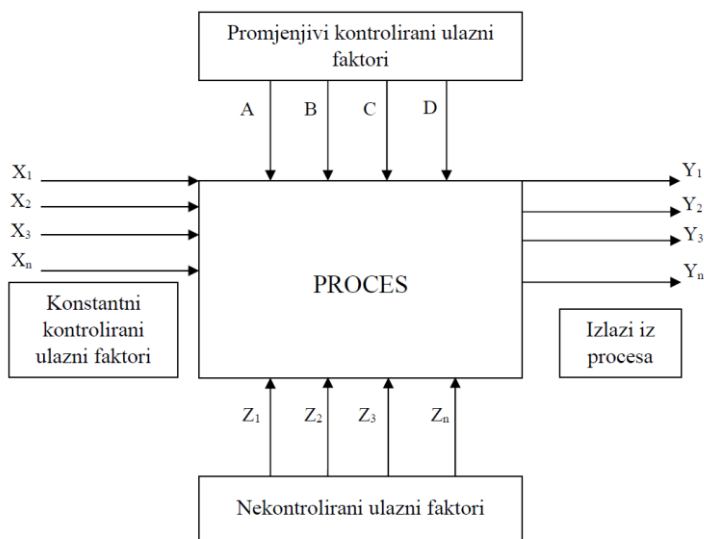 Promjenjivi kontrolirani ulazni
faktori
A B C D
X₁ Y₁
X₂ Y₂
X₃ Y₃
Xₙ Yₙ
PROCES
Konstantni
kontrolirani
ulazni faktori
Izlazi iz
procesa
Z₁ Z₂ Z₃ Zₙ
Nekontrolirani ulazni faktori